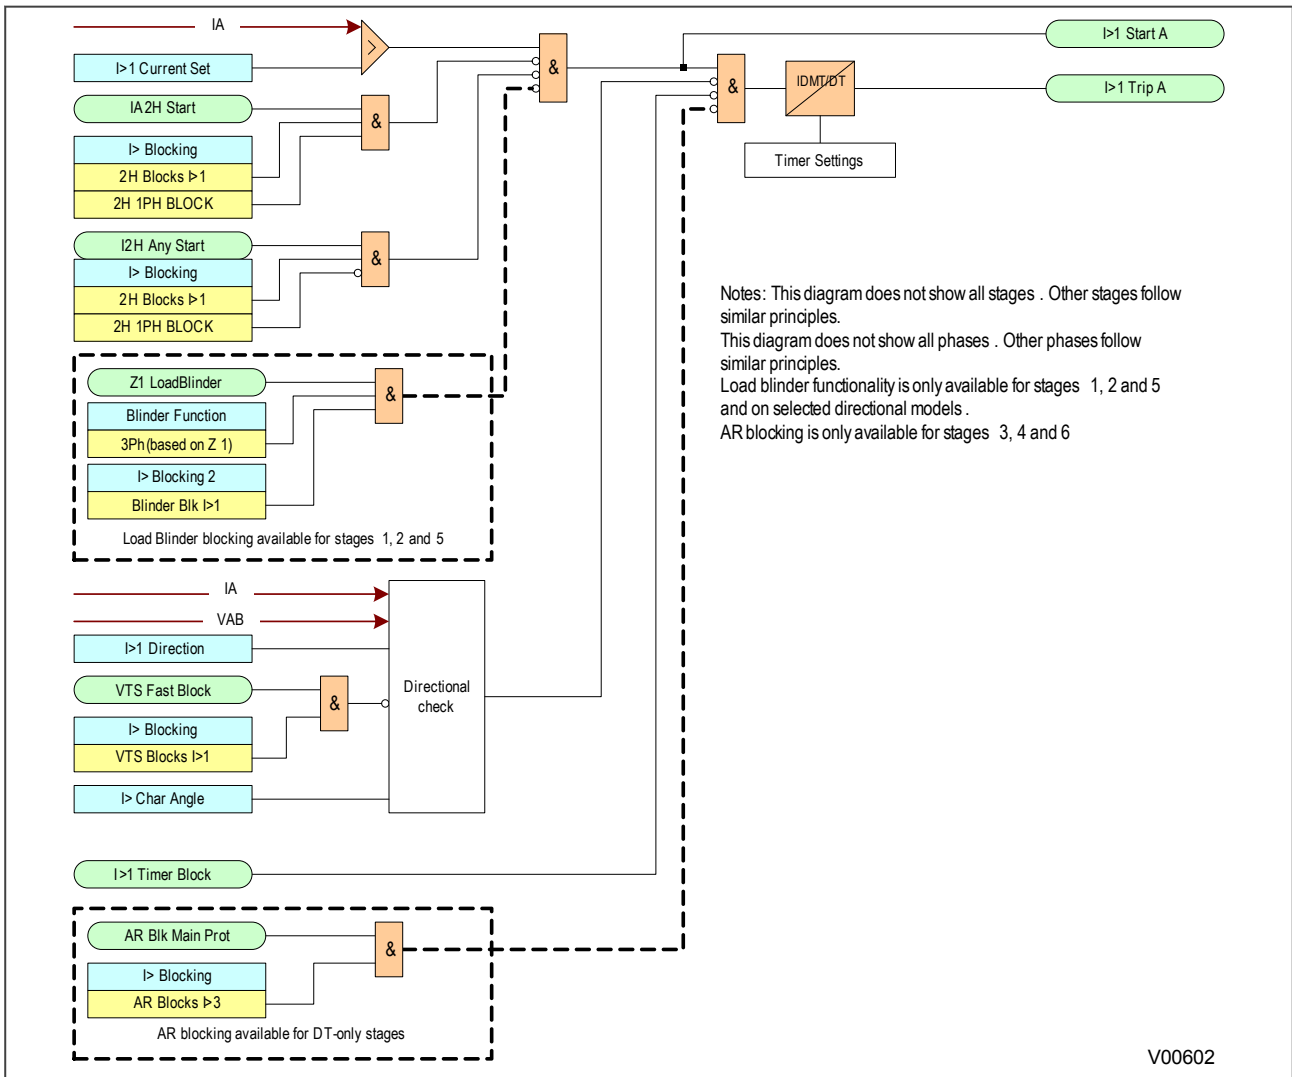 IA
>
I>1 Current Set
IA2H Start
&
I> Blocking
2H Blocks I>1
2H 1PH BLOCK
I2H Any Start
&
I> Blocking
2H Blocks I>1
2H 1PH BLOCK
Z1 LoadBlinder
&
Blinder Function
3Ph(based on Z 1)
I> Blocking 2
Blinder Blk I>1
Load Blinder blocking available for stages 1, 2 and 5
IA
VAB
I>1 Direction
VTS Fast Block
&
I> Blocking
VTS Blocks I>1
I> Char Angle
Directional
check
I>1 Timer Block
AR Blk Main Prot
&
I> Blocking
AR Blocks I>3
AR blocking available for DT-only stages
&
&
IDMT/DT
Timer Settings
I>1 Start A
I>1 Trip A
Notes: This diagram does not show all stages . Other stages follow
similar principles.
This diagram does not show all phases . Other phases follow
similar principles.
Load blinder functionality is only available for stages 1, 2 and 5
and on selected directional models .
AR blocking is only available for stages 3, 4 and 6
V00602